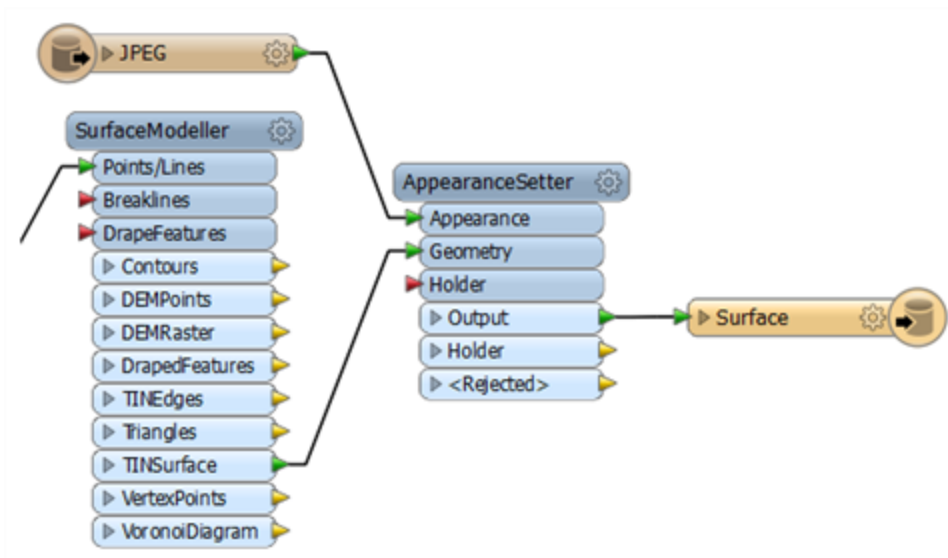 JPEG
SurfaceModeller
Points/Lines
Breaklines
DrapeFeatures
Contours
DEMPoints
DEMRaster
DrapedFeatures
TINEdges
Triangles
TINSurface
VertexPoints
VoronoiDiagram
AppearanceSetter
Appearance
Geometry
Holder
Output
Holder
<Rejected>
Surface